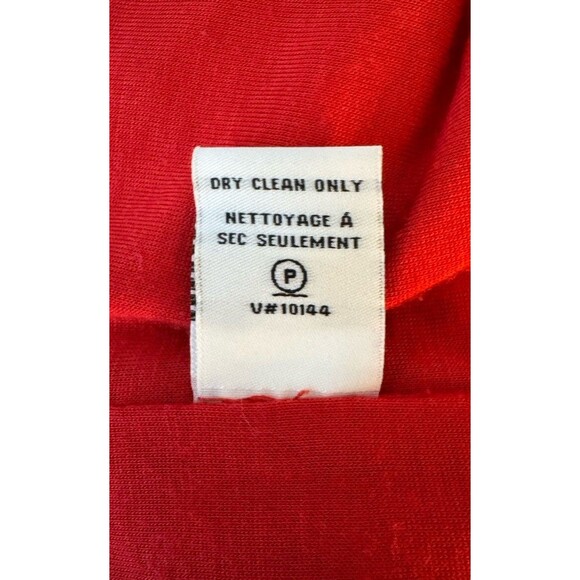 DRY CLEAN ONLY
NETTOYAGE Á
SEC SEULEMENT
P
V#10144